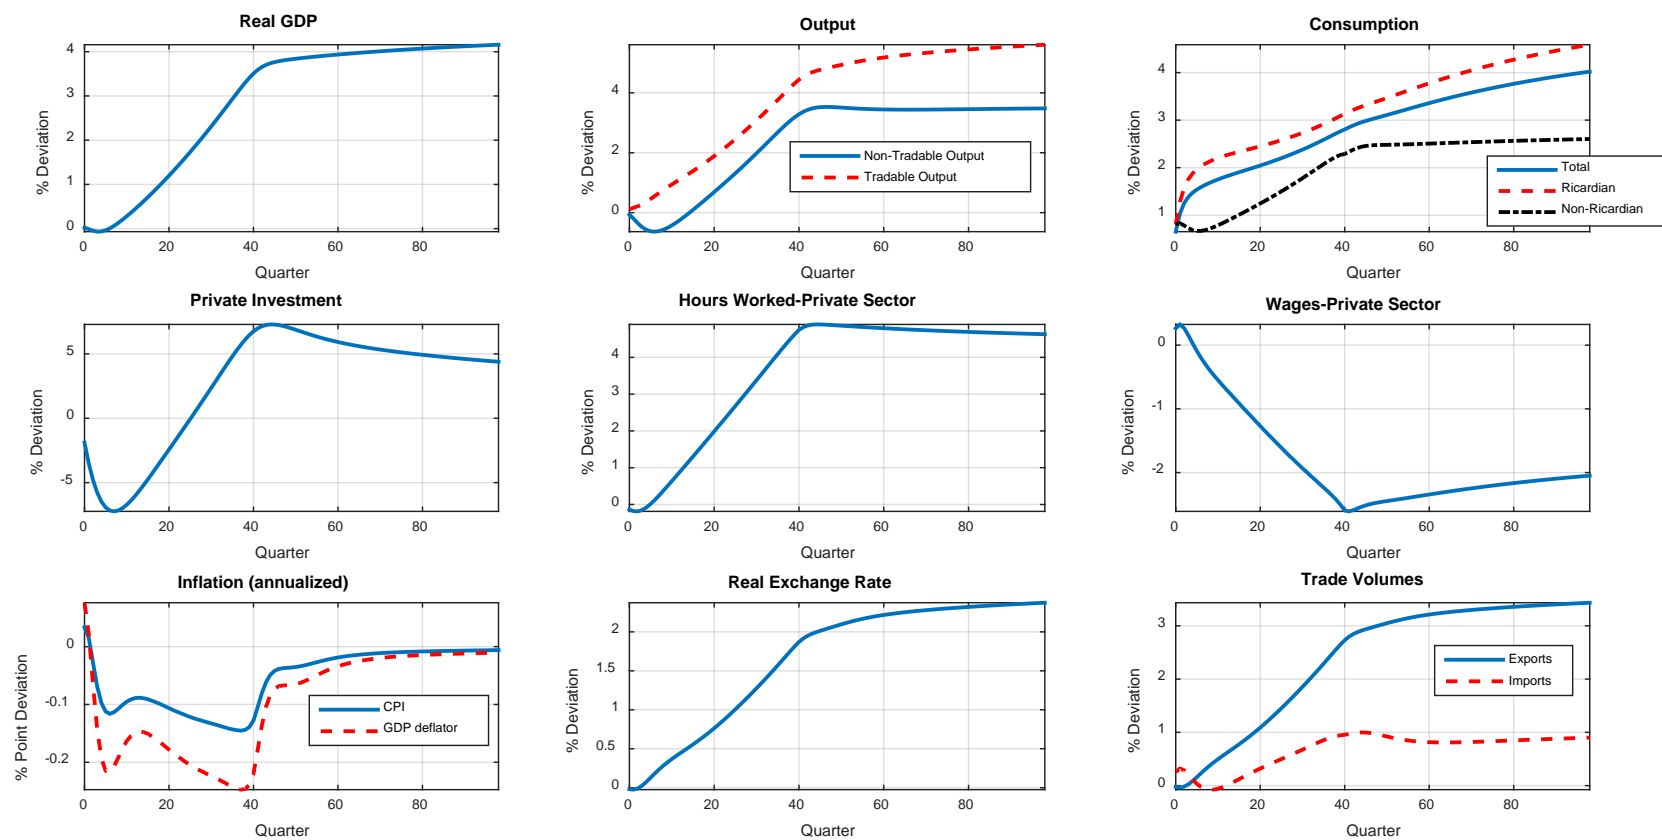 Real GDP
% Deviation
4
3
2
1
0
0 20 40 60 80
Quarter
Output
% Deviation
4
2
0
Non-Tradable Output
Tradable Output
0 20 40 60 80
Quarter
Consumption
% Deviation
4
3
2
1
Total
Ricardian
Non-Ricardian
0 20 40 60 80
Quarter
Private Investment
% Deviation
5
0
-5
0 20 40 60 80
Quarter
Hours Worked-Private Sector
% Deviation
4
3
2
1
0
0 20 40 60 80
Quarter
Wages-Private Sector
% Deviation
0
-1
-2
0 20 40 60 80
Quarter
Inflation (annualized)
% Point Deviation
0
-0.1
-0.2
CPI
GDP deflator
0 20 40 60 80
Quarter
Real Exchange Rate
% Deviation
2
1.5
1
0.5
0
0 20 40 60 80
Quarter
Trade Volumes
% Deviation
3
2
1
0
Exports
Imports
0 20 40 60 80
Quarter